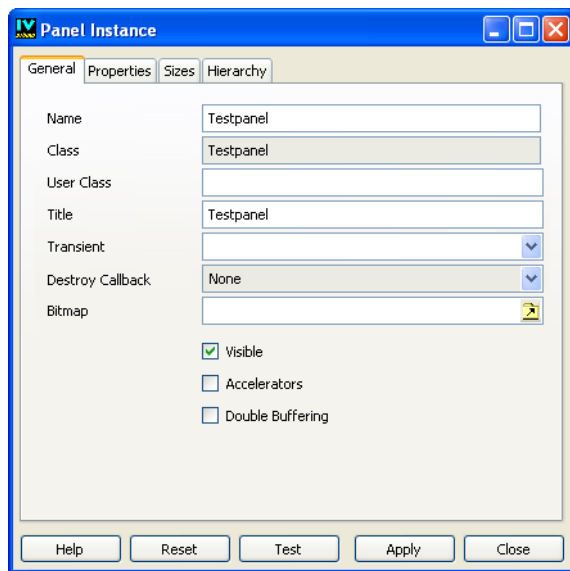 IV
Panel Instance
General Properties Sizes Hierarchy
Name Testpanel
Class Testpanel
User Class
Title Testpanel
Transient
Destroy Callback None
Bitmap
Visible
Accelerators
Double Buffering
Help Reset Test Apply Close